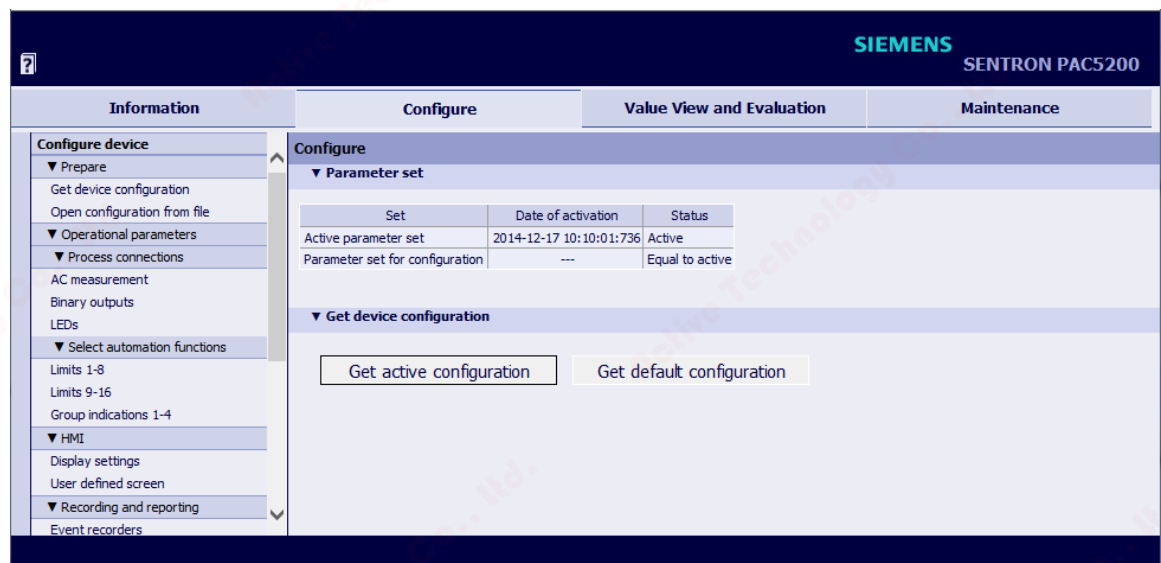 ?
SIEMENS
SENTRON PAC5200
Information Configure Value View and Evaluation Maintenance
Configure device
▼ Prepare
Get device configuration
Open configuration from file
▼ Operational parameters
▼ Process connections
AC measurement
Binary outputs
LEDs
▼ Select automation functions
Limits 1-8
Limits 9-16
Group indications 1-4
▼ HMI
Display settings
User defined screen
▼ Recording and reporting
Event recorders
Configure
▼ Parameter set
Set Date of activation Status
Active parameter set 2014-12-17 10:10:01:736 Active
Parameter set for configuration --- Equal to active
▼ Get device configuration
Get active configuration Get default configuration